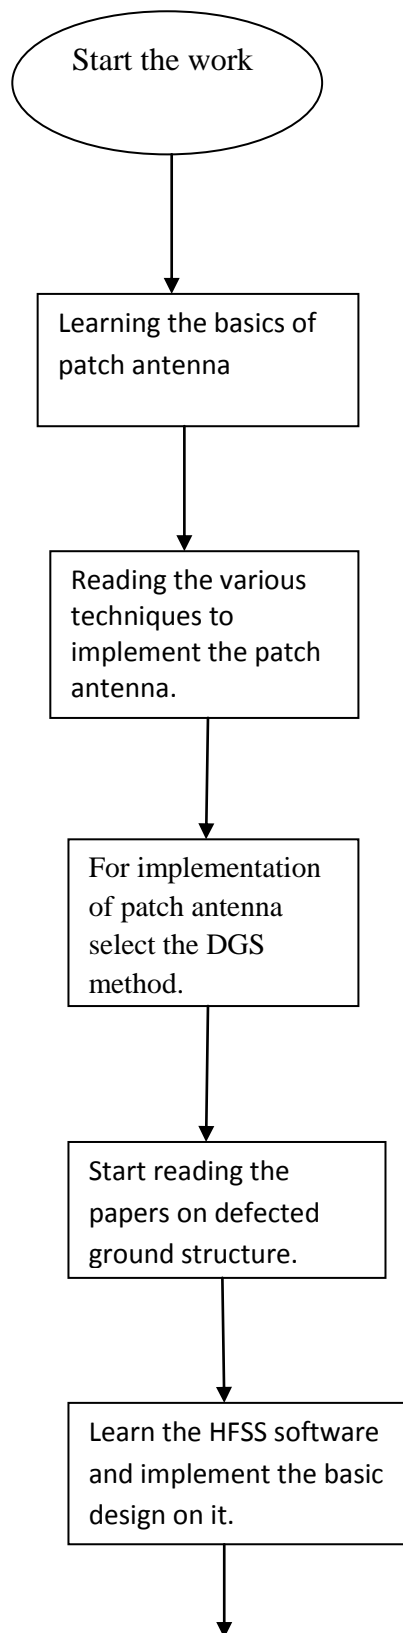 Start the work
Learning the basics of
patch antenna
Reading the various
techniques to
implement the patch
antenna.
For implementation
of patch antenna
select the DGS
method.
Start reading the
papers on defected
ground structure.
Learn the HFSS software
and implement the basic
design on it.